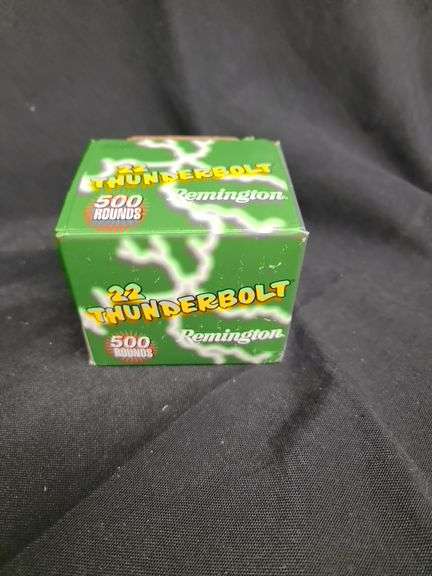 22
THUNDERBOLT
500
ROUNDS
Remington
22
THUNDERBOLT
500
ROUNDS
Remington